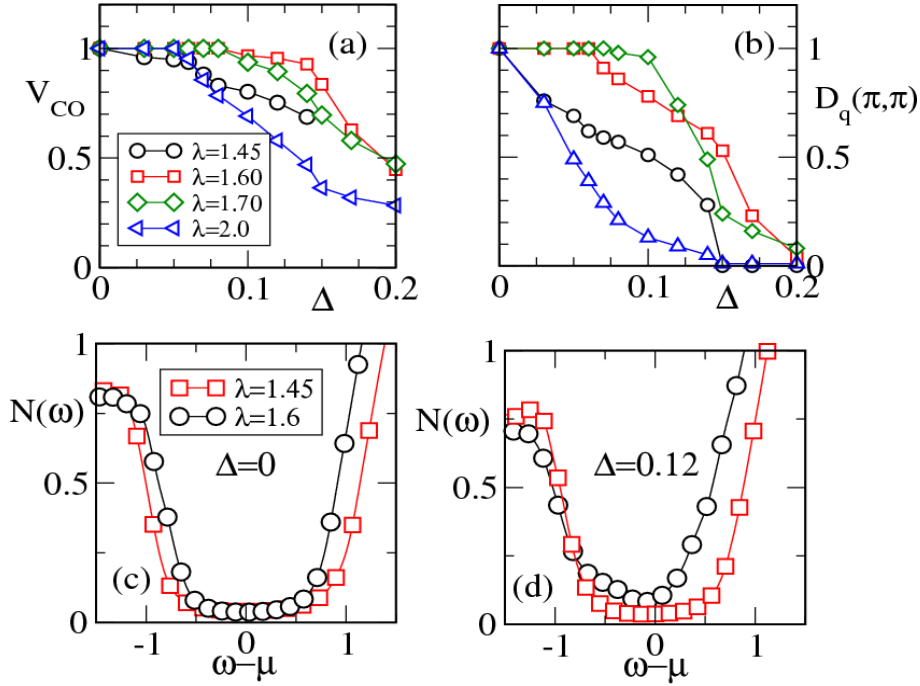 (a)
1
V_CO
0.5
0
λ=1.45
λ=1.60
λ=1.70
λ=2.0
0 0.1 Δ 0.2
(b)
1
D_q(π,π)
0.5
0
0 0.1 Δ 0.2
1
N(ω)
0.5
0
λ=1.45
λ=1.6
Δ=0
(c)
-1 0 1
ω−μ
1
N(ω)
0.5
0
Δ=0.12
(d)
-1 0 1
ω−μ